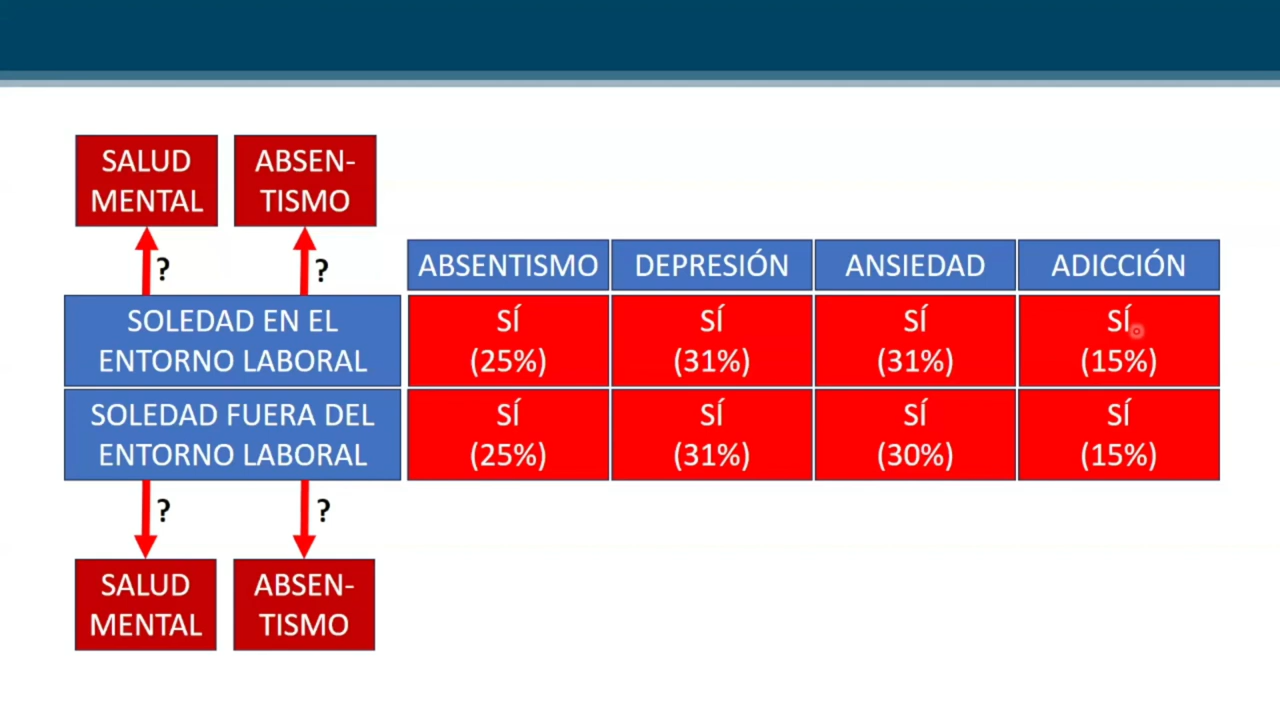 SALUD
MENTAL
ABSEN-
TISMO
?
?
ABSENTISMO
DEPRESIÓN
ANSIEDAD
ADICCIÓN
SOLEDAD EN EL
ENTORNO LABORAL
SÍ
(25%)
SÍ
(31%)
SÍ
(31%)
SÍ
(15%)
SOLEDAD FUERA DEL
ENTORNO LABORAL
SÍ
(25%)
SÍ
(31%)
SÍ
(30%)
SÍ
(15%)
?
?
SALUD
MENTAL
ABSEN-
TISMO